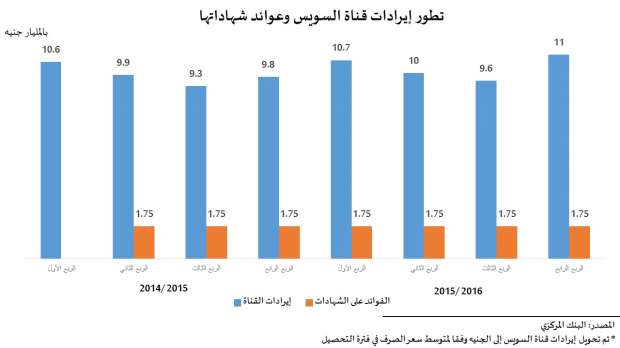 تطور إيرادات قناة السويس وعوائد شهاداتها
بالمليار جنيه
10.6 9.9 1.75 9.3 1.75 9.8 1.75 10.7 1.75 10 1.75 9.6 1.75 11 1.75
الربع الأول الربع الثاني الربع الثالث الربع الرابع الربع الأول الربع الثاني الربع الثالث الربع الرابع
2014/2015 2015/2016
إيرادات القناة الفوائد على الشهادات
المصدر: البنك المركزي
* تم تحويل إيرادات قناة السويس إلى الجنيه وفقا لمتوسط سعر الصرف في فترة التحصيل